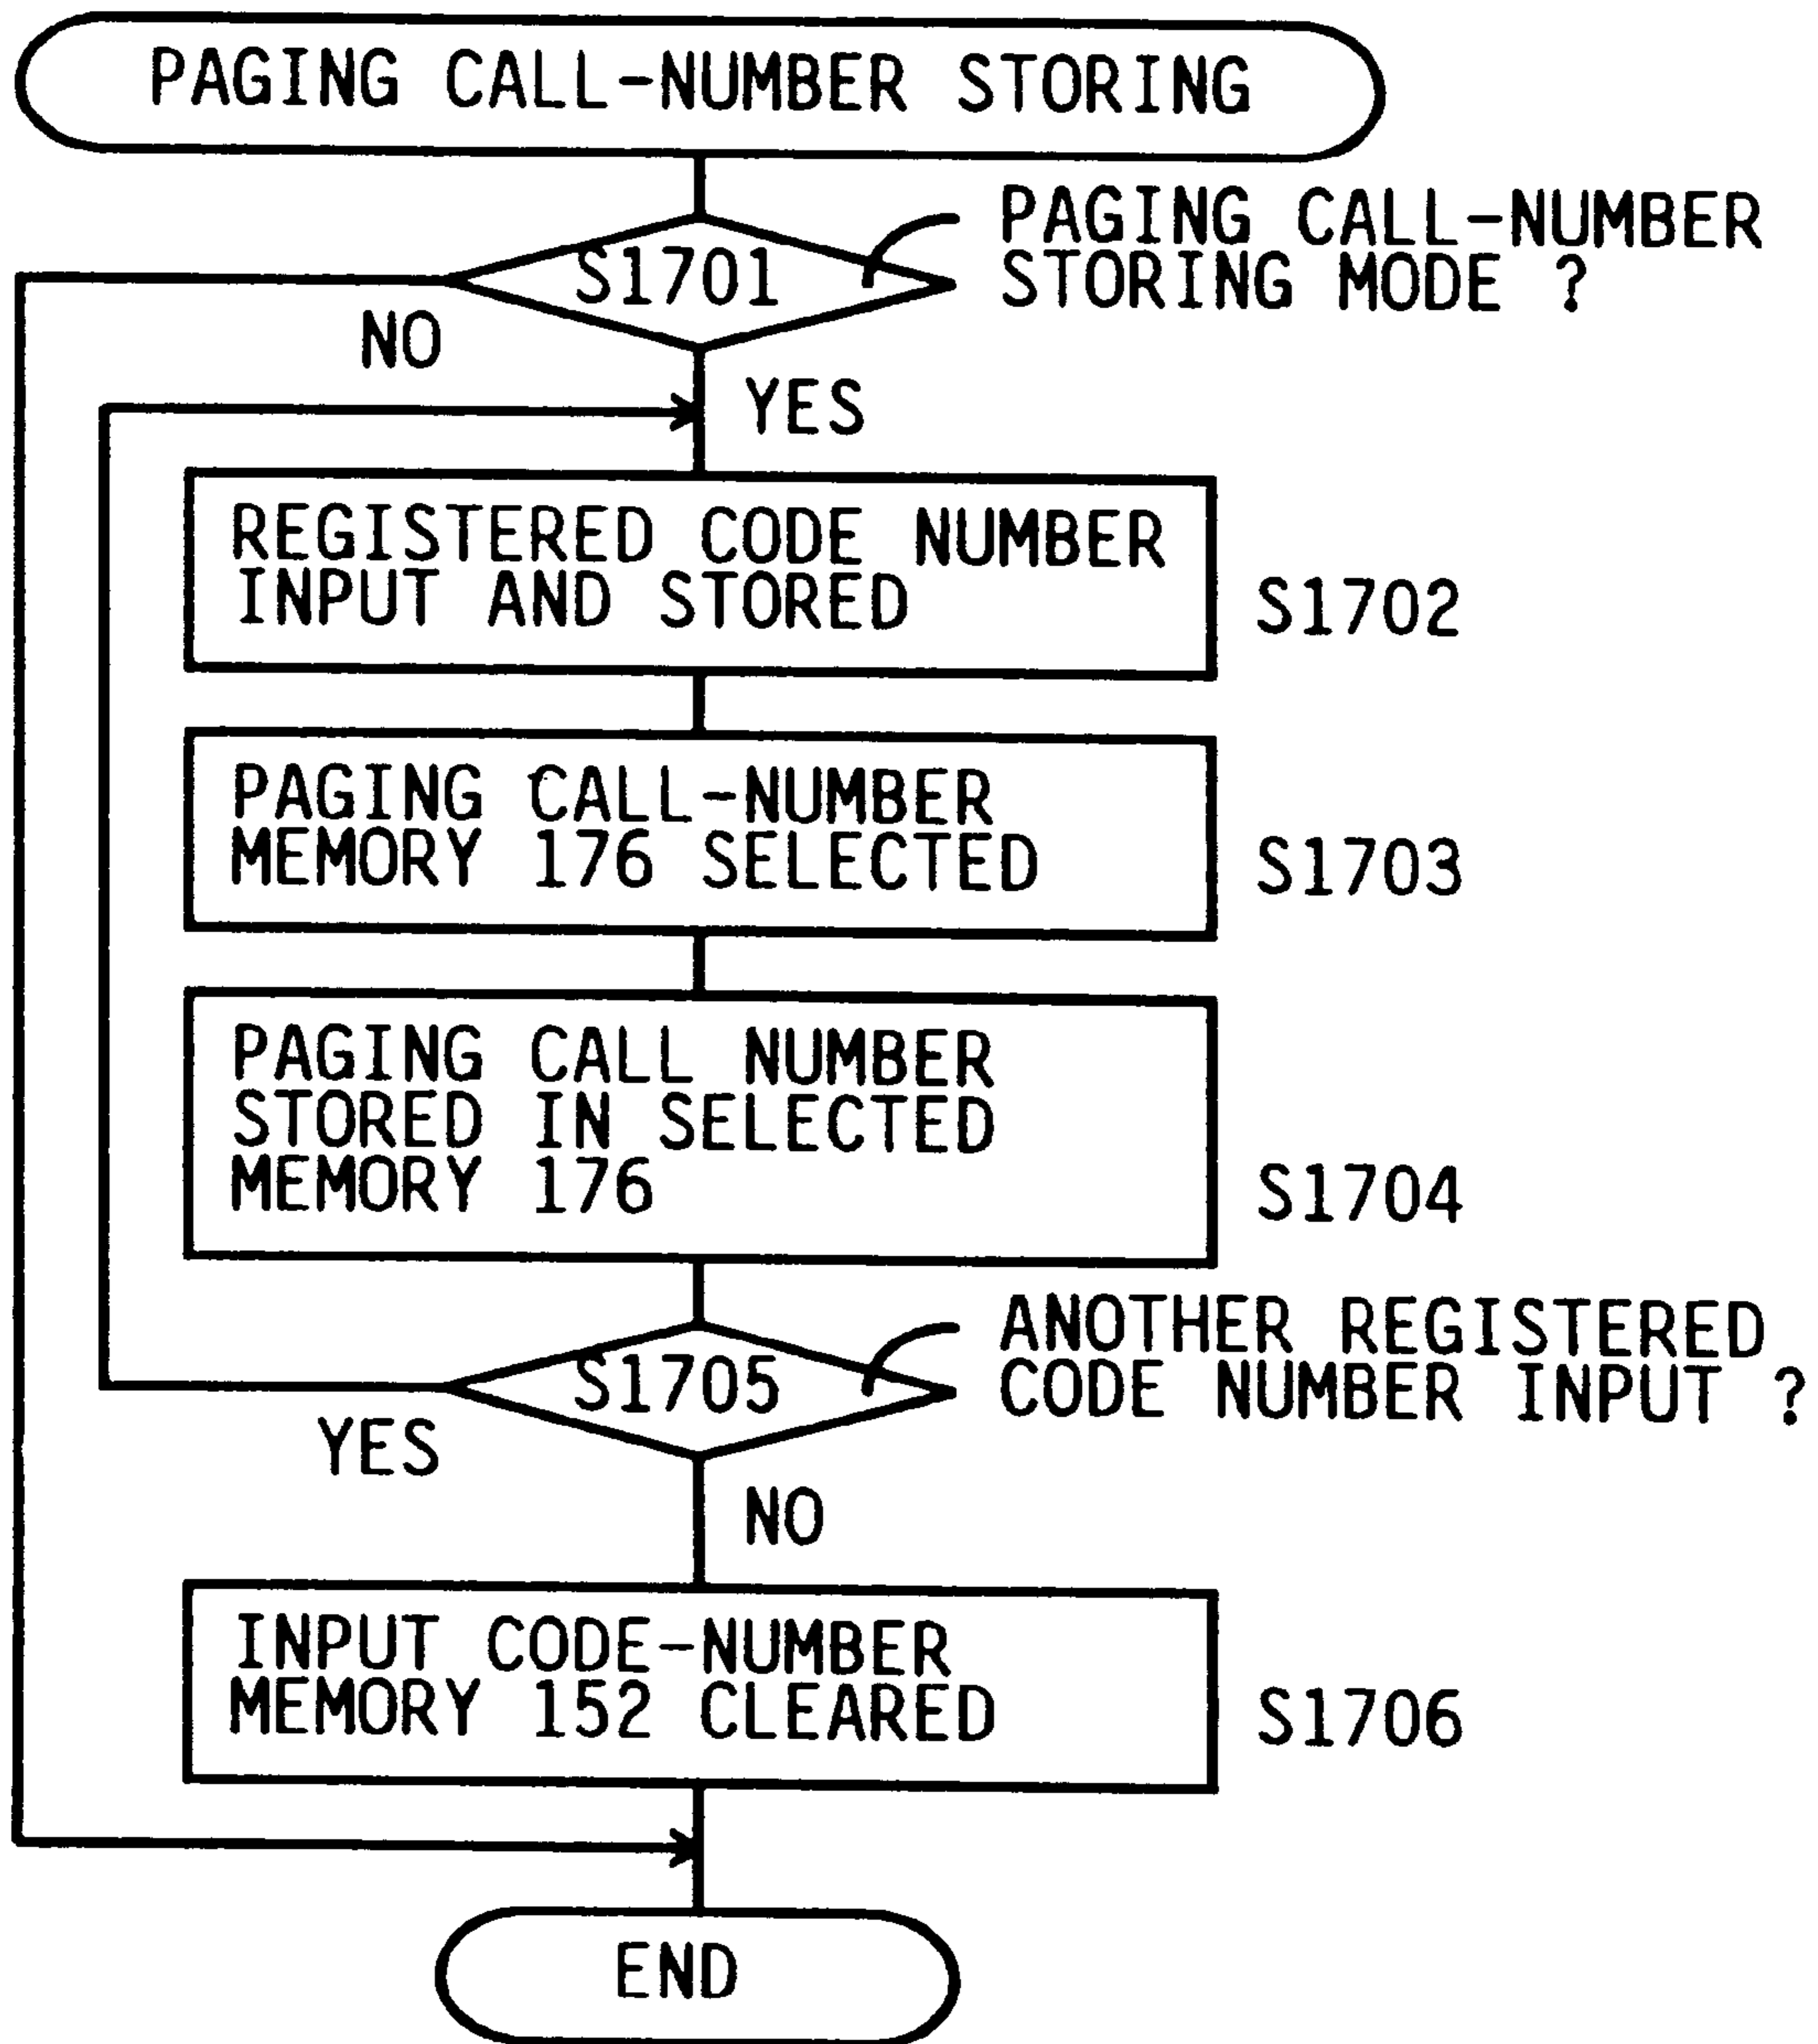 PAGING CALL-NUMBER STORING
PAGING CALL-NUMBER
STORING MODE ?
S1701
NO
YES
REGISTERED CODE NUMBER
INPUT AND STORED
S1702
PAGING CALL-NUMBER
MEMORY 176 SELECTED
S1703
PAGING CALL NUMBER
STORED IN SELECTED
MEMORY 176
S1704
ANOTHER REGISTERED
CODE NUMBER INPUT ?
S1705
YES
NO
INPUT CODE-NUMBER
MEMORY 152 CLEARED
S1706
END